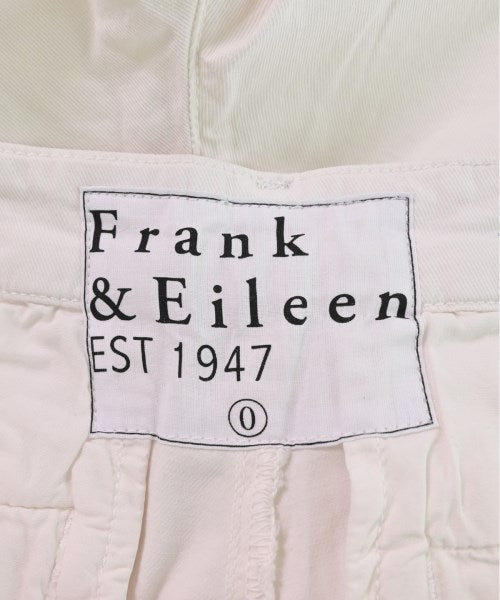 Frank
& Eileen
EST 1947
0